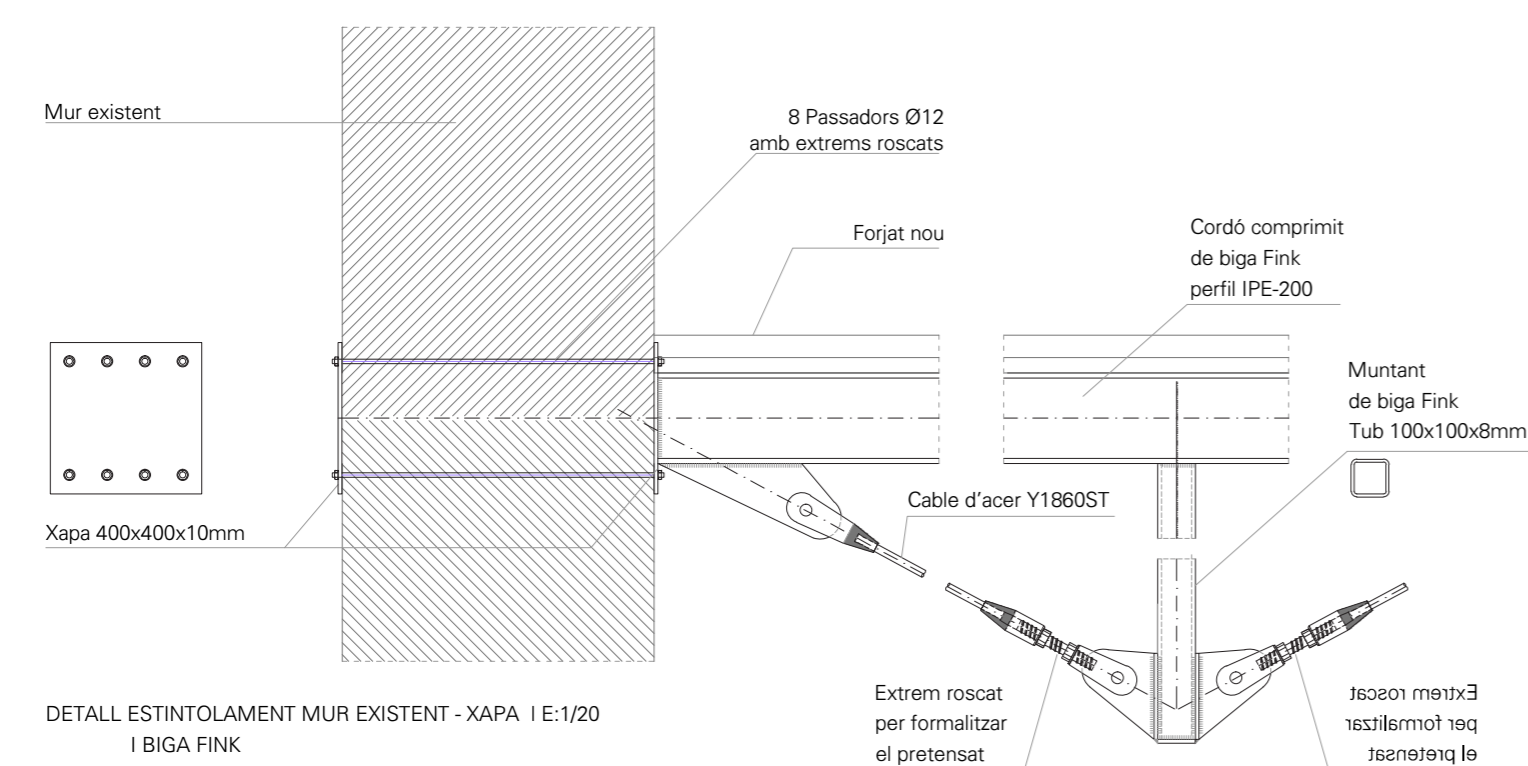 Mur existent
8 Passadors Ø12
amb extrems roscats
Forjat nou
Cordó comprimit
de biga Fink
perfil IPE-200
Muntant
de biga Fink
Tub 100x100x8mm
Cable d'acer Y1860ST
Xapa 400x400x10mm
Extrem roscat
per formalitzar
el pretensat
Extrem roscat
per formalitzar
el pretensat
DETALL ESTINTOLAMENT MUR EXISTENT - XAPA I E:1/20
I BIGA FINK